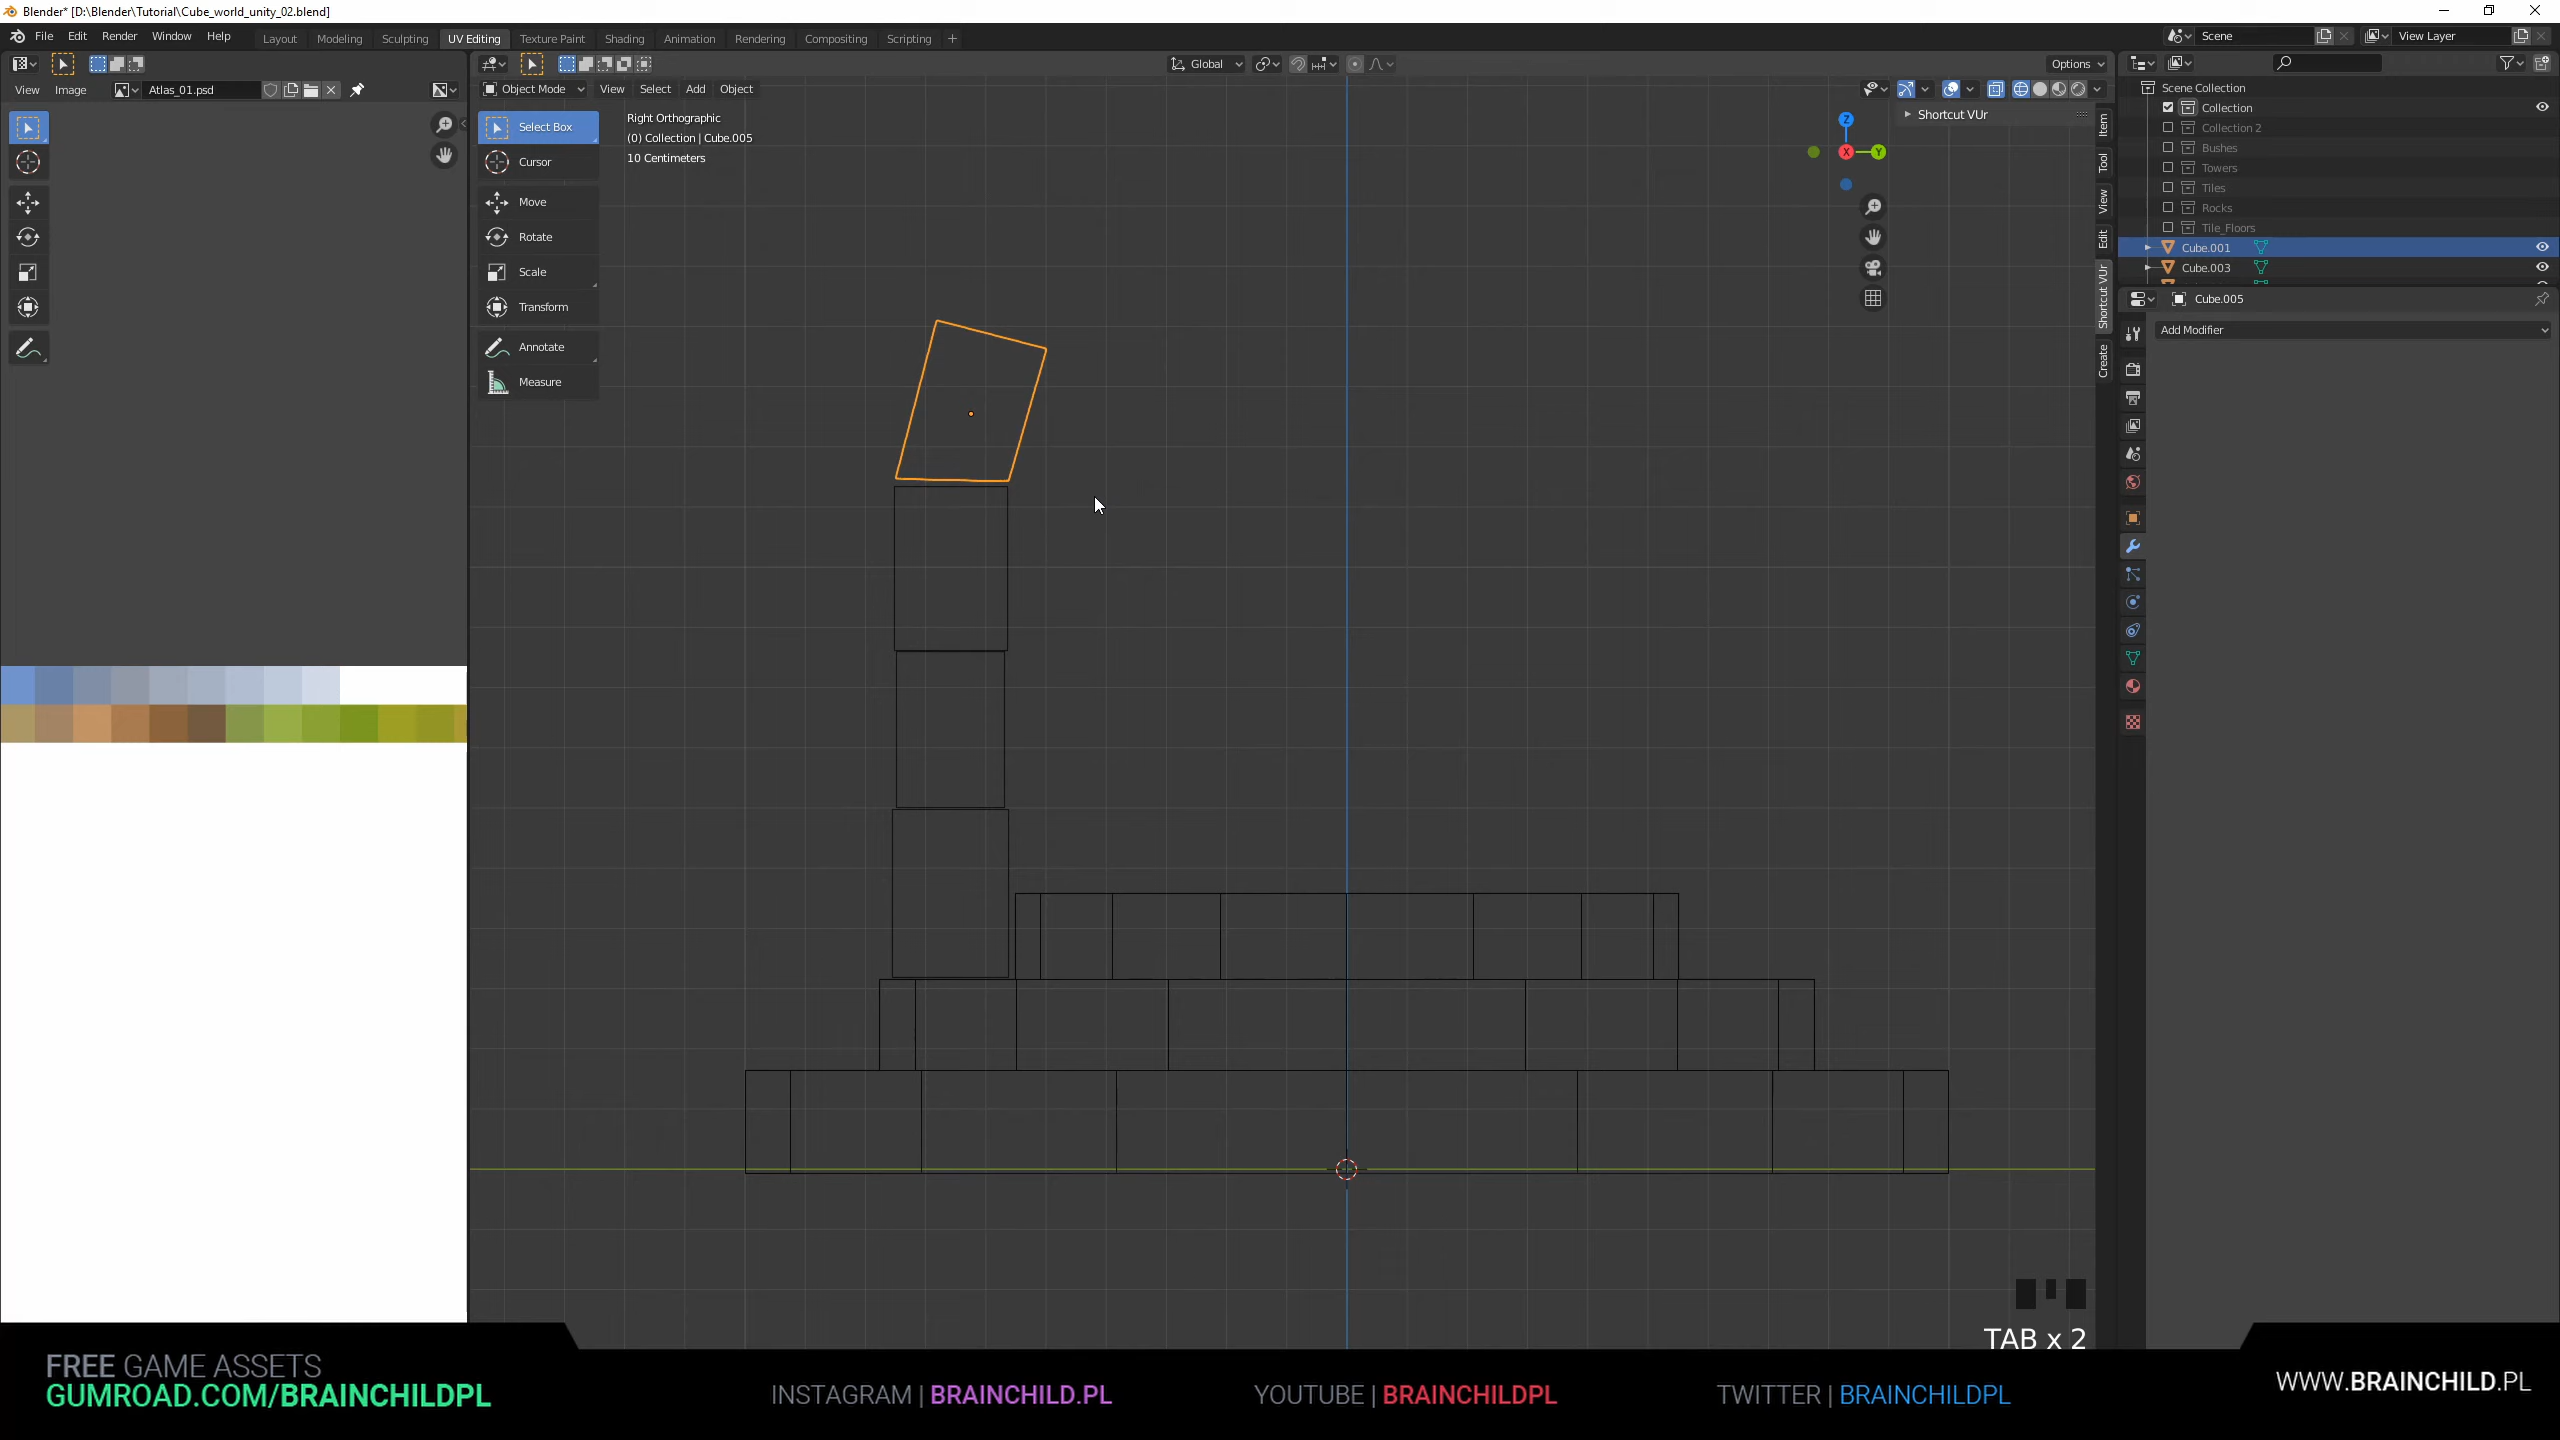 Blender* [D:\Blender\Tutorial\Cube_world_unity_02.blend]
File Edit Render Window Help
Layout Modeling Sculpting UV Editing Texture Paint Shading Animation Rendering Compositing Scripting +
Scene
View Layer
Global
Options
View Image
Atlas_01.psd
Object Mode
View Select Add Object
Select Box
Cursor
Move
Rotate
Scale
Transform
Annotate
Measure
Right Orthographic
(0) Collection | Cube.005
10 Centimeters
Z
X
Y
Shortcut VUr
Item
Tool
View
Edit
Shortcut VUr
Create
Scene Collection
Collection
Collection 2
Bushes
Towers
Tiles
Rocks
Tile_Floors
Cube.001
Cube.003
Cube.005
Add Modifier
TAB x 2
FREE GAME ASSETS
GUMROAD.COM/BRAINCHILDPL
INSTAGRAM | BRAINCHILD.PL
YOUTUBE | BRAINCHILDPL
TWITTER | BRAINCHILDPL
WWW.BRAINCHILD.PL